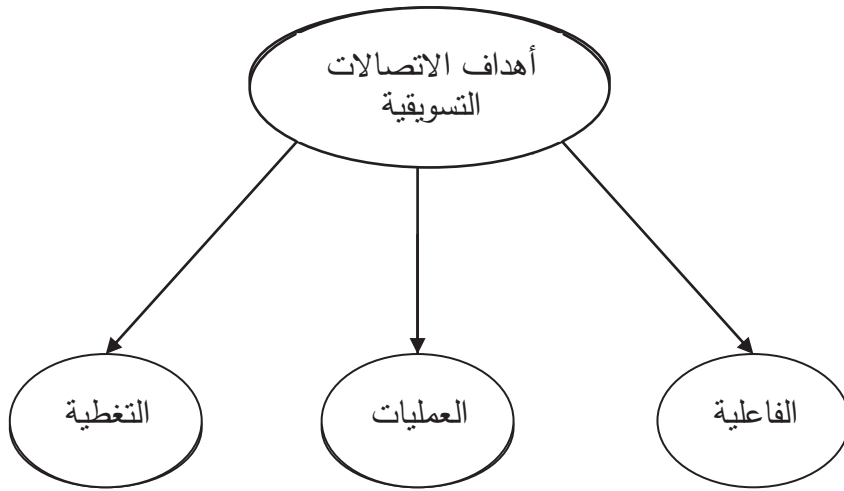 أهداف الاتصالات
التسويقية
الفاعلية
العمليات
التغطية